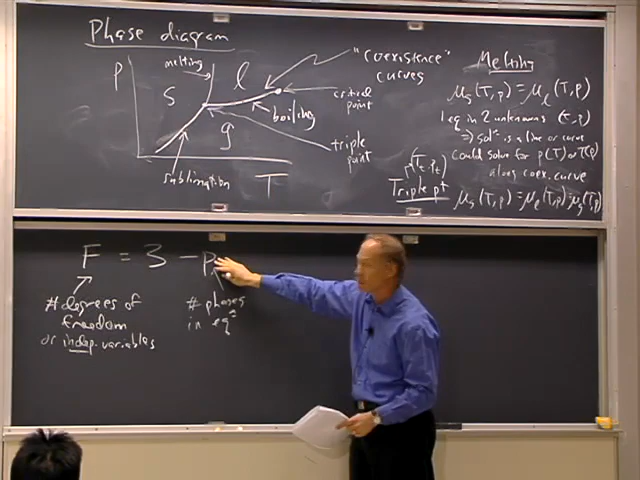 Phase diagram
P
melting
S
l
"coexistence"
curves
critical
point
boiling
g
triple
point
sublimation
T
Melting
μs(T,p) = μl(T,p)
1 eq in 2 unknowns (T,p)
⇒ solⁿ is a line or curve
Could solve for p(T) or T(p)
along coex. curve
(Tt, pt)
Triple pt
μs(T,p) = μl(T,p) = μg(T,p)
F = 3 - p
# degrees of
freedom
or indep. variables
# phases
in eqᵐ